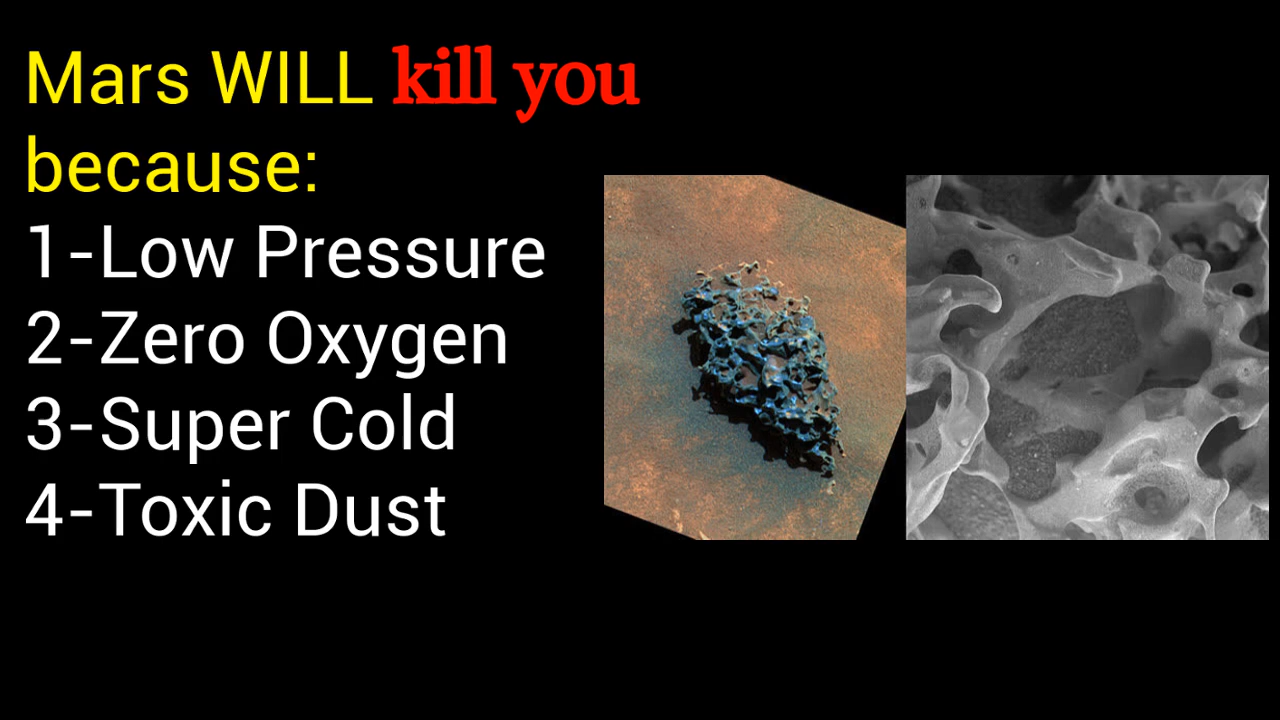 Mars WILL kill you
because:
1-Low Pressure
2-Zero Oxygen
3-Super Cold
4-Toxic Dust